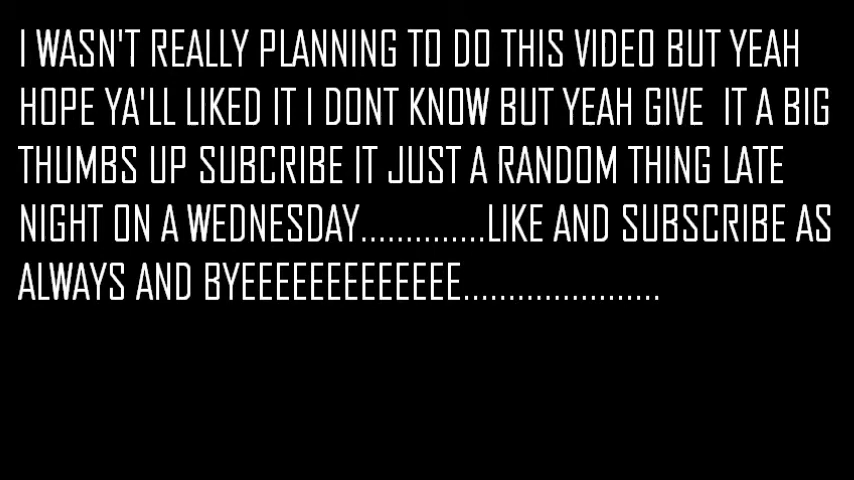 I WASN'T REALLY PLANNING TO DO THIS VIDEO BUT YEAH
HOPE YA'LL LIKED IT I DONT KNOW BUT YEAH GIVE  IT A BIG
THUMBS UP SUBCRIBE IT JUST A RANDOM THING LATE
NIGHT ON A WEDNESDAY..............LIKE AND SUBSCRIBE AS
ALWAYS AND BYEEEEEEEEEEEEE......................